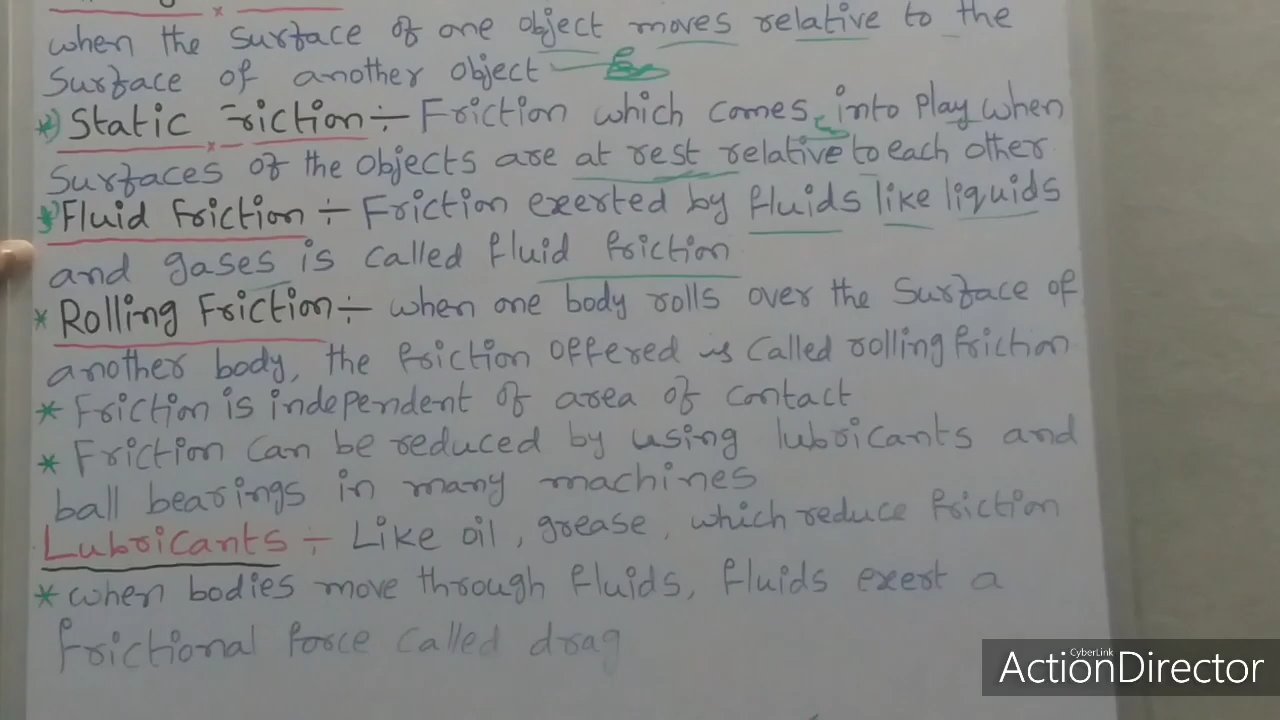 when the surface of one object moves relative to the
surface of another object
*) Static Friction ÷ Friction which comes into play when
surfaces of the objects are at rest relative to each other
*) Fluid friction ÷ Friction exerted by fluids like liquids
and gases is called fluid friction
* Rolling Friction ÷ when one body rolls over the surface of
another body, the friction offered is called rolling friction
* Friction is independent of area of contact
* Friction can be reduced by using lubricants and
ball bearings in many machines
Lubricants ÷ Like oil, grease, which reduce friction
* when bodies move through fluids, fluids exert a
frictional force called drag
CyberLink
ActionDirector